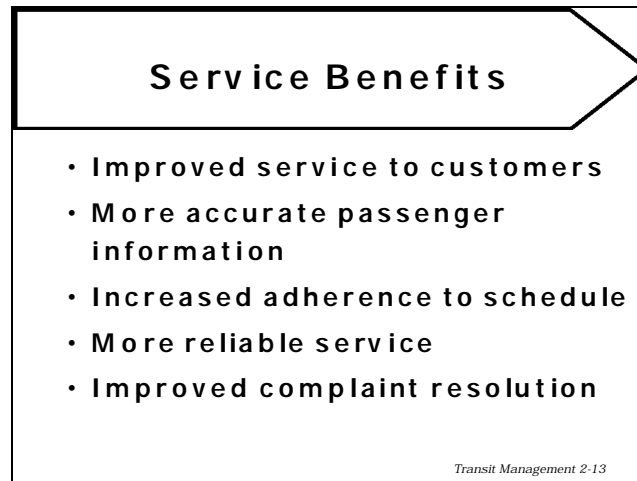 Service Benefits
• Improved service to customers
• More accurate passenger
information
• Increased adherence to schedule
• More reliable service
• Improved complaint resolution
Transit Management 2-13